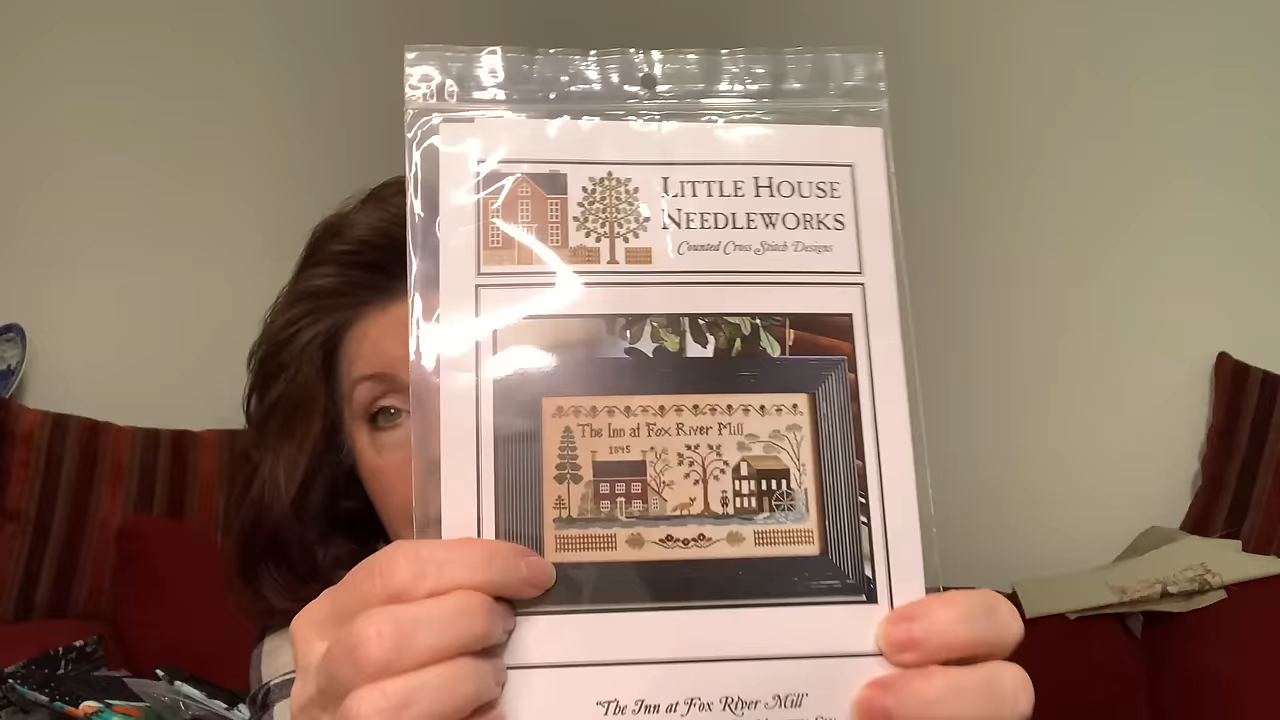 LITTLE HOUSE
NEEDLEWORKS
Counted Cross Stitch Designs
The Inn at Fox River Mill
1845
"The Inn at Fox River Mill"